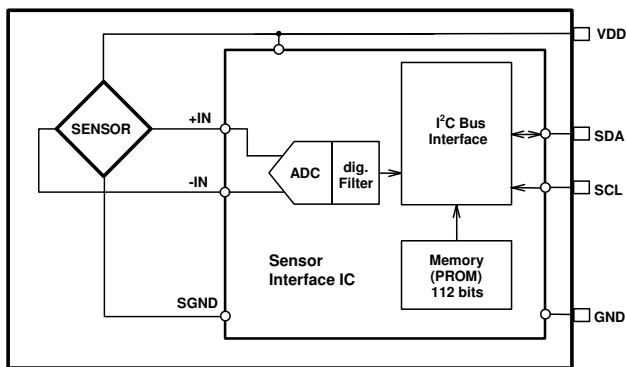 VDD
SENSOR
+IN
-IN
ADC
dig.
Filter
I²C Bus
Interface
SDA
SCL
Sensor
Interface IC
Memory
(PROM)
112 bits
SGND
GND